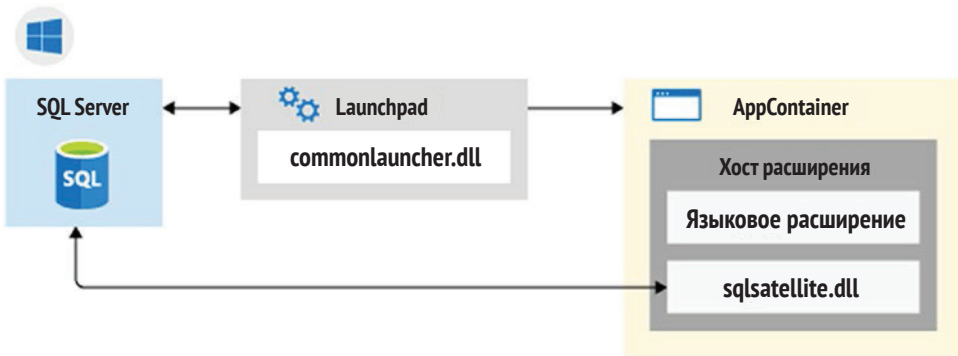 SQL Server
SQL
Launchpad
commonlauncher.dll
AppContainer
Хост расширения
Языковое расширение
sqlsatellite.dll